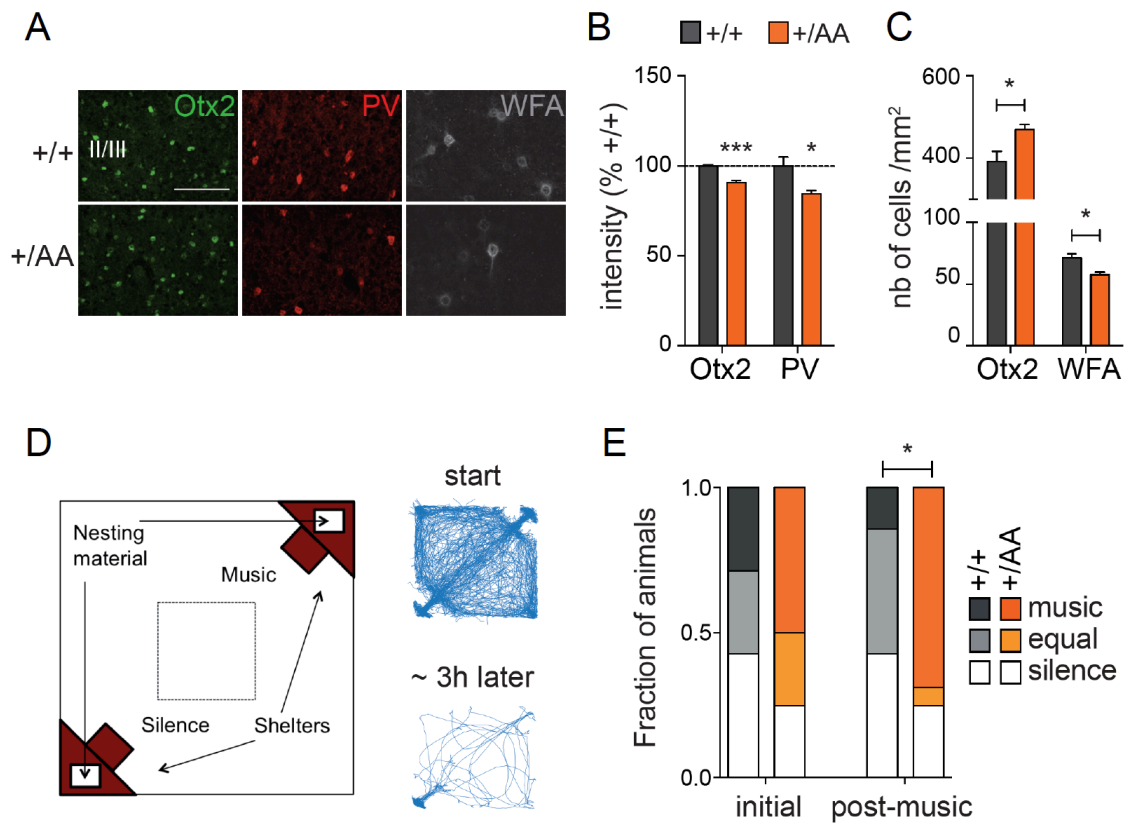 A
Otx2
PV
WFA
+/+
II/III
+/AA
B
+/+
+/AA
intensity (% +/+)
150
100
50
0
***
*
Otx2
PV
C
nb of cells /mm²
600
400
100
50
0
*
*
Otx2
WFA
D
Nesting
material
Music
Silence
Shelters
start
~ 3h later
E
Fraction of animals
1.0
0.5
0.0
*
initial
post-music
+/+
+/AA
music
equal
silence